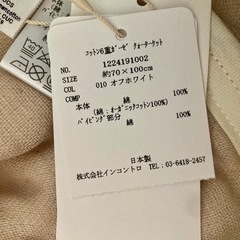 コットン6重ガーゼ クォーターケット
NO. 1224191002
SIZE 約70×100cm
COL 010 オフホワイト
COMP
本体 綿 100%
(綿:オーガニックコットン100%)
パイピング部分 綿 100%
日本製
株式会社インコントロ TEL:03-6418-2457